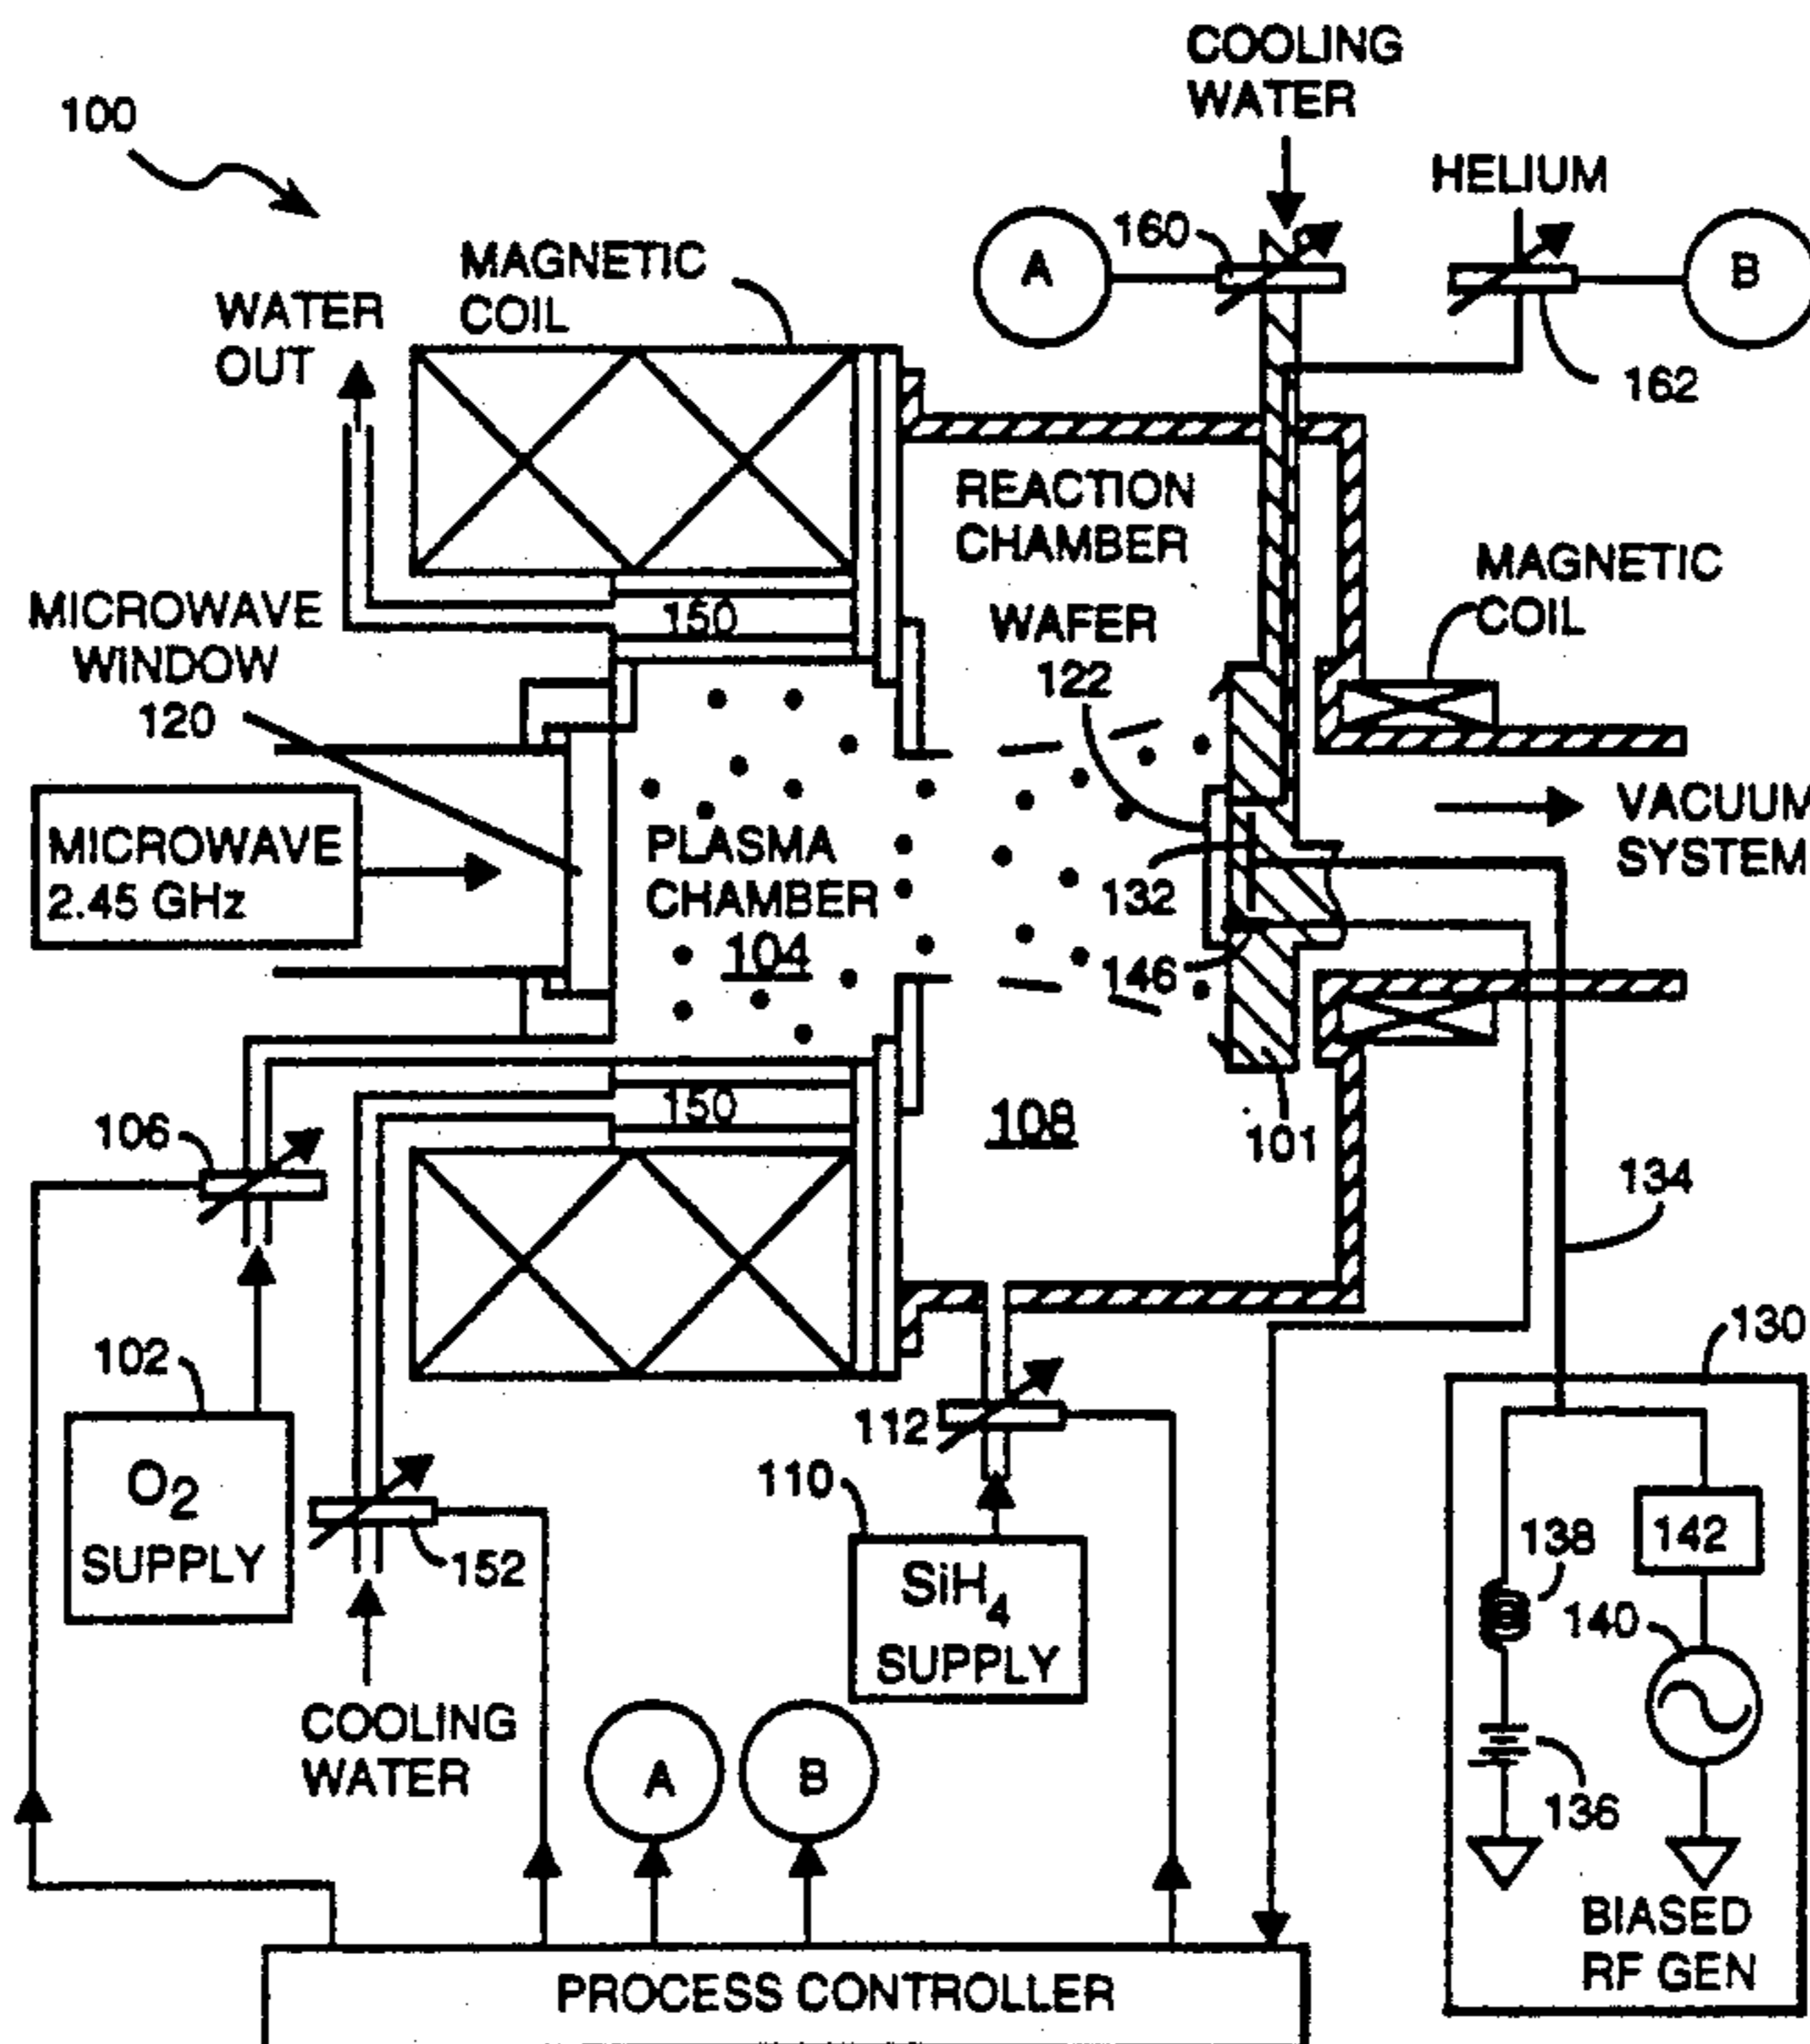 100
COOLING
WATER
HELIUM
A
160
B
162
MAGNETIC
COIL
WATER
OUT
REACTION
CHAMBER
MAGNETIC
COIL
150
MICROWAVE
WINDOW
120
WAFER
122
MICROWAVE
2.45 GHz
PLASMA
CHAMBER
104
VACUUM
SYSTEM
132
146
150
108
101
106
134
102
O2
SUPPLY
112
130
110
SiH4
SUPPLY
152
138
142
140
COOLING
WATER
A
B
136
BIASED
RF GEN
PROCESS CONTROLLER